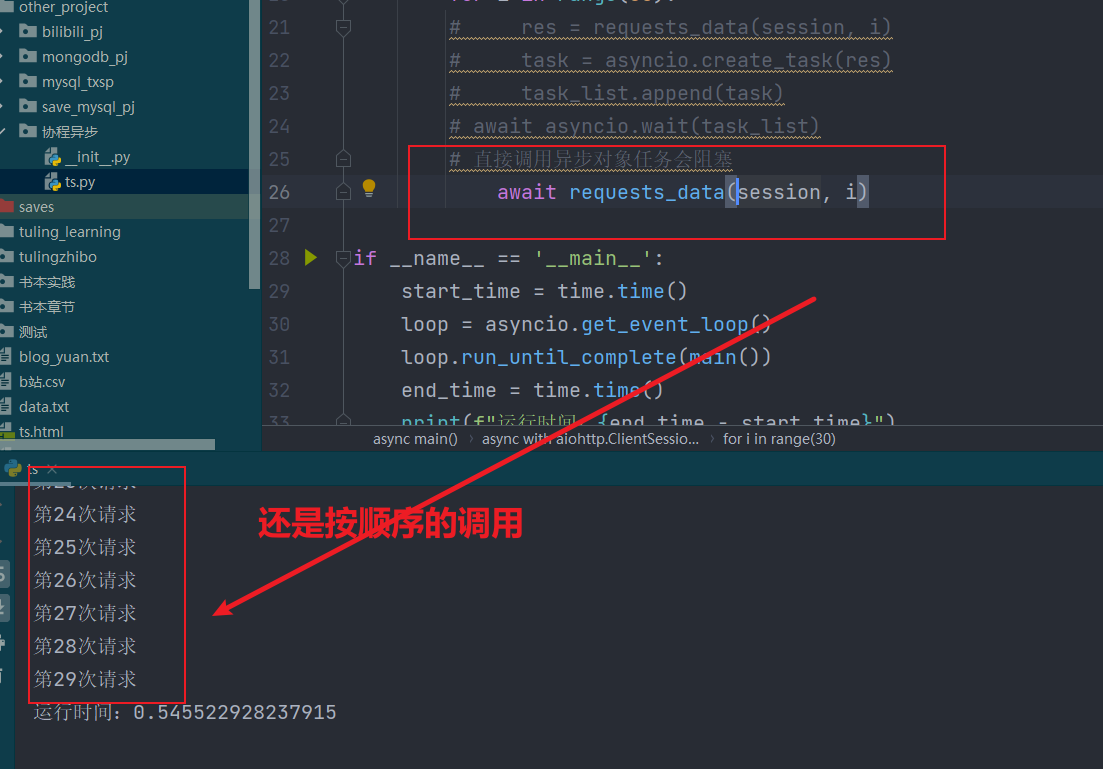 other_project
bilibili_pj
mongodb_pj
mysql_txsp
save_mysql_pj
协程异步
__init__.py
ts.py
saves
tuling_learning
tulingzhibo
书本实践
书本章节
测试
blog_yuan.txt
b站.csv
data.txt
ts.html
21 #     res = requests_data(session, i)
22 #     task = asyncio.create_task(res)
23 #     task_list.append(task)
24 # await asyncio.wait(task_list)
25 # 直接调用异步对象任务会阻塞
26 await requests_data(session, i)
27
28 if __name__ == '__main__':
29 start_time = time.time()
30 loop = asyncio.get_event_loop()
31 loop.run_until_complete(main())
32 end_time = time.time()
33 print(f"运行时间: {end_time - start_time}")
async main() › async with aiohttp.ClientSessio... › for i in range(30)
ts ×
还是按顺序的调用
第24次请求
第25次请求
第26次请求
第27次请求
第28次请求
第29次请求
运行时间: 0.545522928237915